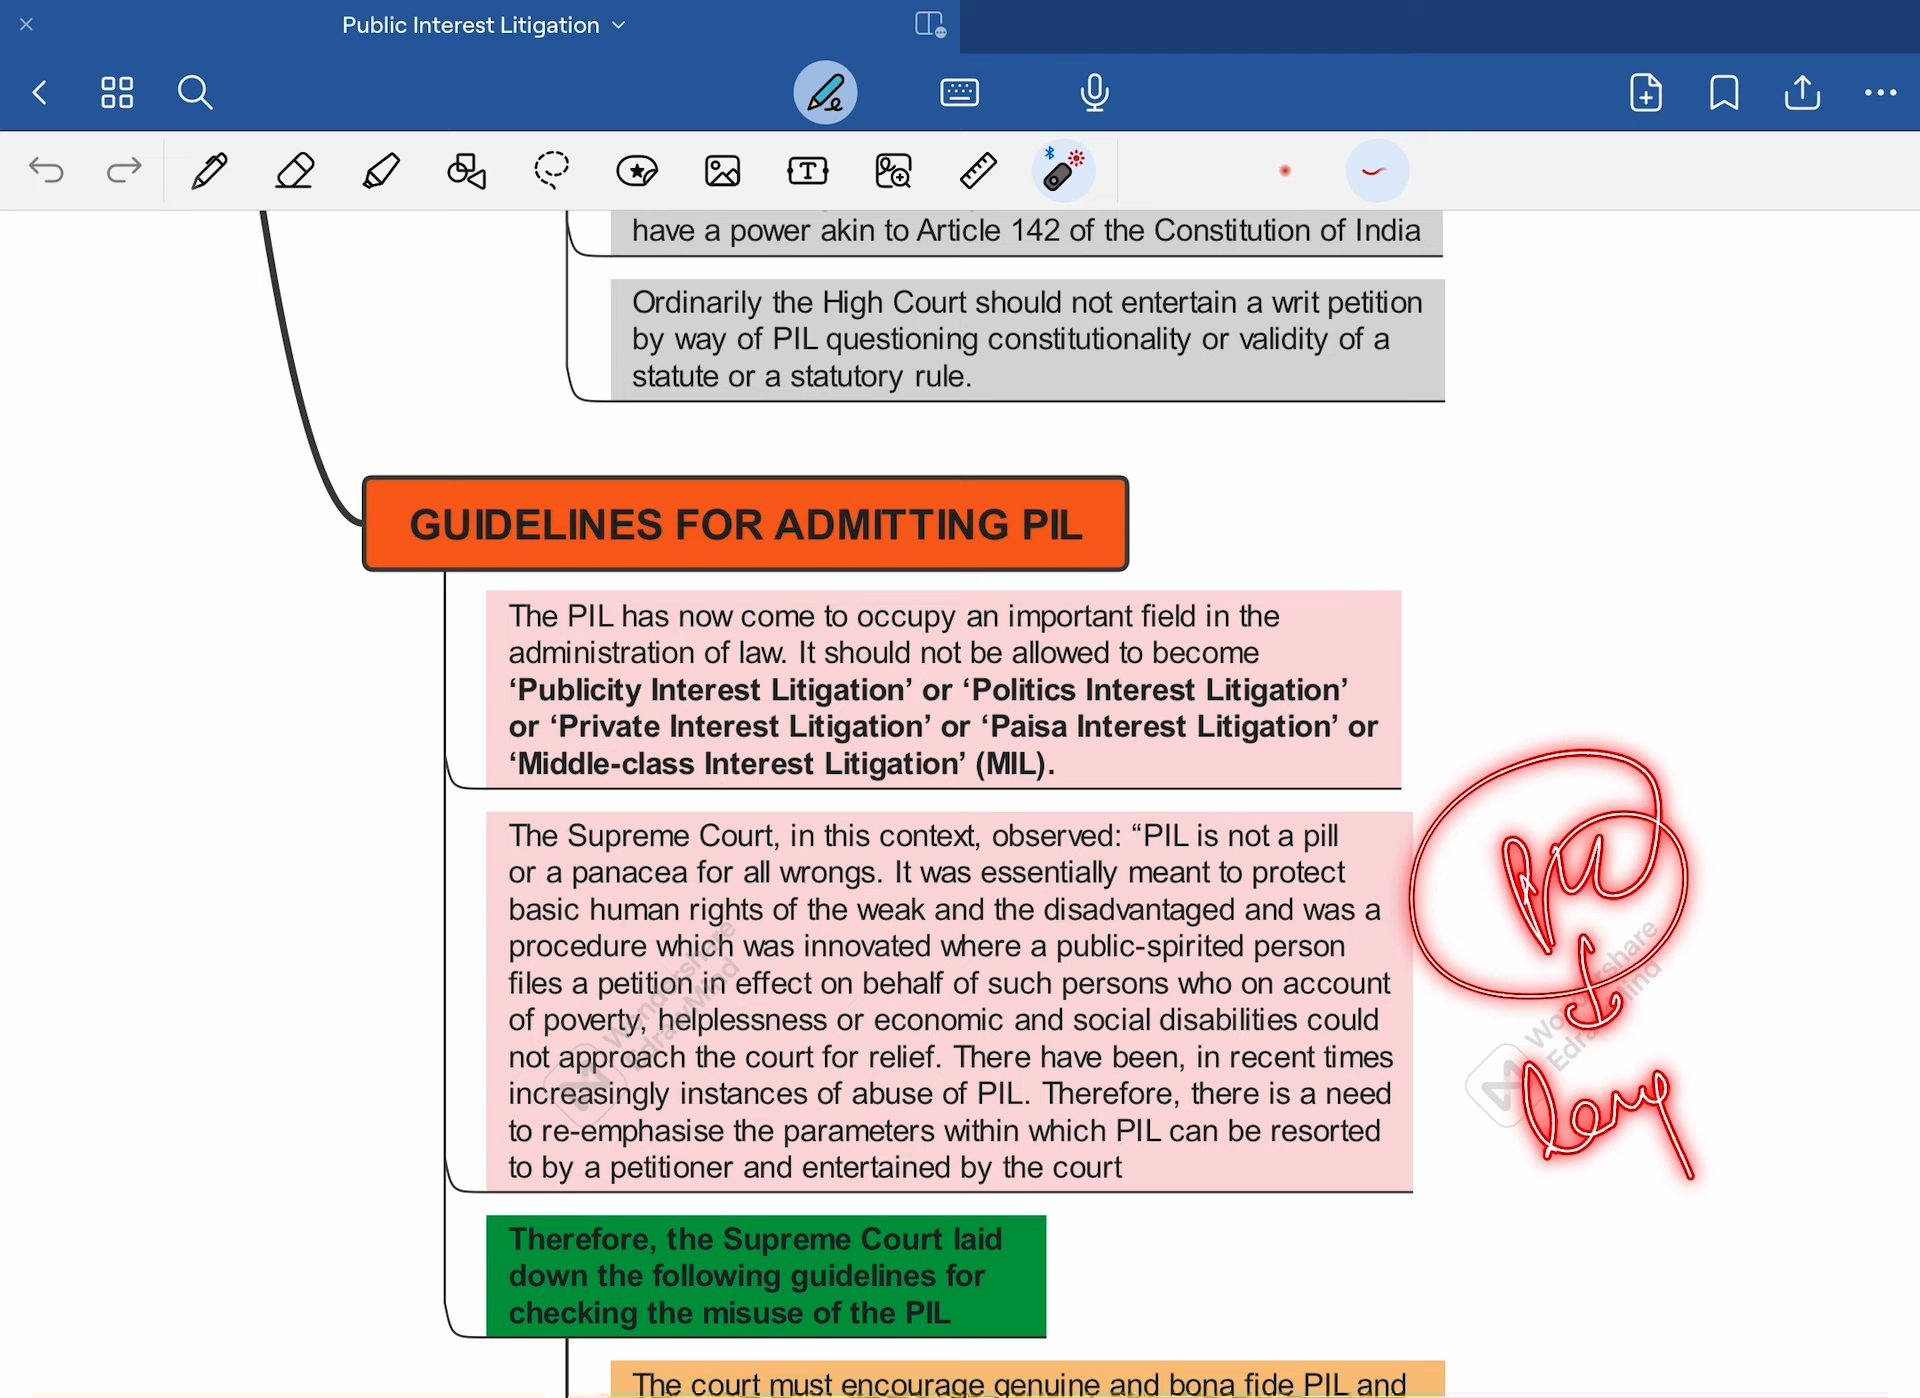 Public Interest Litigation
have a power akin to Article 142 of the Constitution of India
Ordinarily the High Court should not entertain a writ petition
by way of PIL questioning constitutionality or validity of a
statute or a statutory rule.
GUIDELINES FOR ADMITTING PIL
The PIL has now come to occupy an important field in the
administration of law. It should not be allowed to become
‘Publicity Interest Litigation’ or ‘Politics Interest Litigation’
or ‘Private Interest Litigation’ or ‘Paisa Interest Litigation’ or
‘Middle-class Interest Litigation’ (MIL).
The Supreme Court, in this context, observed: “PIL is not a pill
or a panacea for all wrongs. It was essentially meant to protect
basic human rights of the weak and the disadvantaged and was a
procedure which was innovated where a public-spirited person
files a petition in effect on behalf of such persons who on account
of poverty, helplessness or economic and social disabilities could
not approach the court for relief. There have been, in recent times
increasingly instances of abuse of PIL. Therefore, there is a need
to re-emphasise the parameters within which PIL can be resorted
to by a petitioner and entertained by the court
Wondershare
EdrawMind
Therefore, the Supreme Court laid
down the following guidelines for
checking the misuse of the PIL
The court must encourage genuine and bona fide PIL and